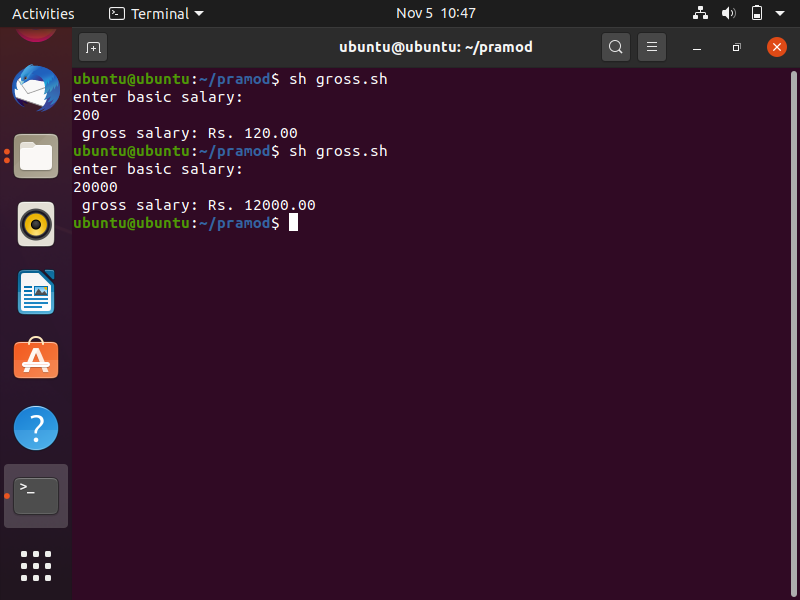 Activities Terminal Nov 5 10:47
ubuntu@ubuntu: ~/pramod
ubuntu@ubuntu:~/pramod$ sh gross.sh
enter basic salary:
200
 gross salary: Rs. 120.00
ubuntu@ubuntu:~/pramod$ sh gross.sh
enter basic salary:
20000
 gross salary: Rs. 12000.00
ubuntu@ubuntu:~/pramod$